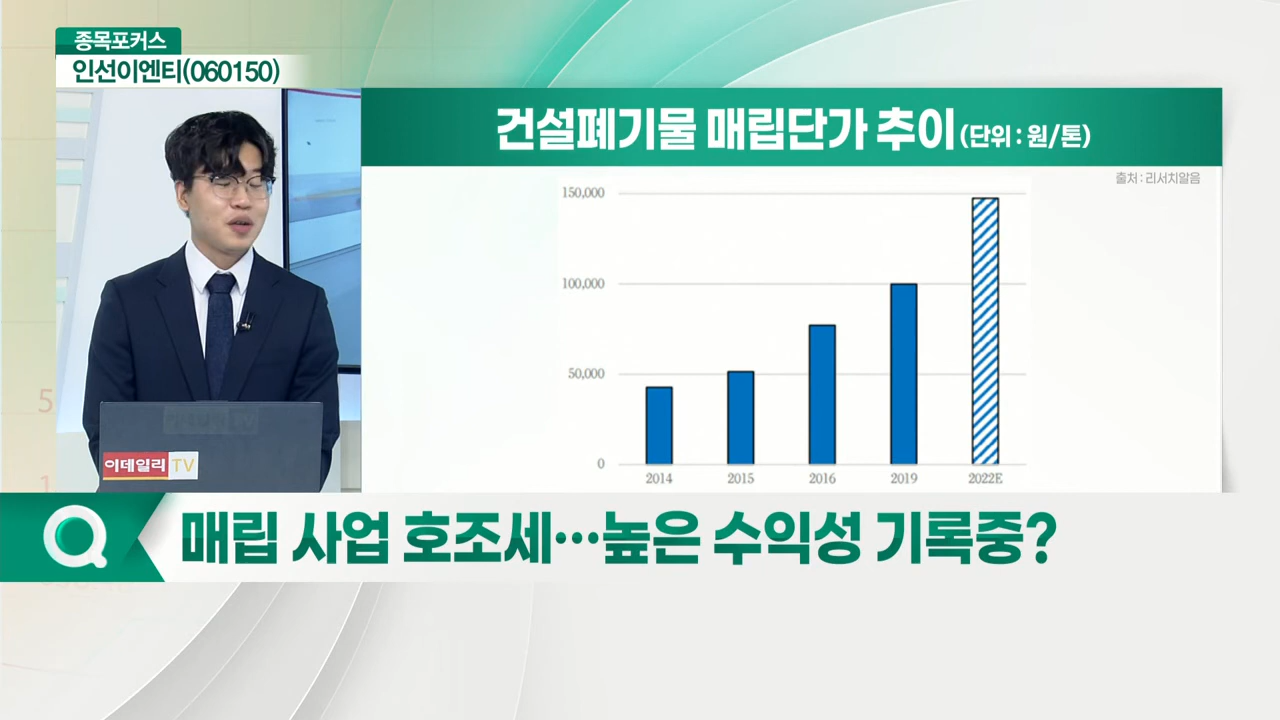 종목포커스
인선이엔티(060150)
건설폐기물 매립단가 추이(단위 : 원/톤)
출처 : 리서치알음
150,000
100,000
50,000
0
2014 2015 2016 2019 2022E
이데일리TV
매립 사업 호조세…높은 수익성 기록중?